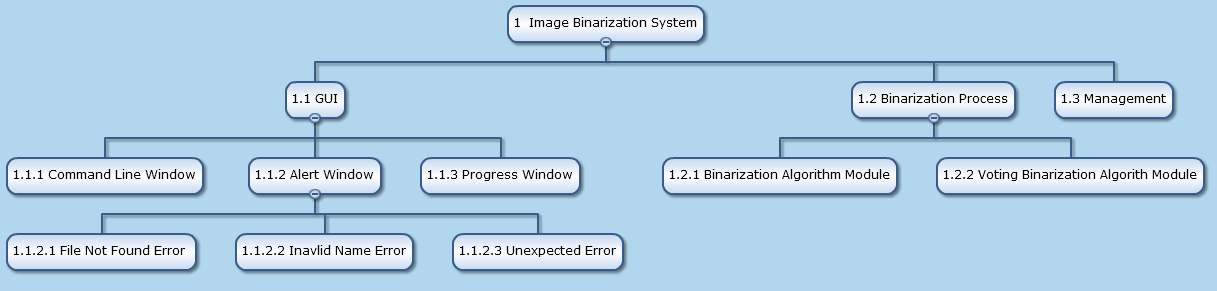 1  Image Binarization System
1.1 GUI
1.2 Binarization Process
1.3 Management
1.1.1 Command Line Window
1.1.2 Alert Window
1.1.3 Progress Window
1.2.1 Binarization Algorithm Module
1.2.2 Voting Binarization Algorith Module
1.1.2.1 File Not Found Error
1.1.2.2 Inavlid Name Error
1.1.2.3 Unexpected Error